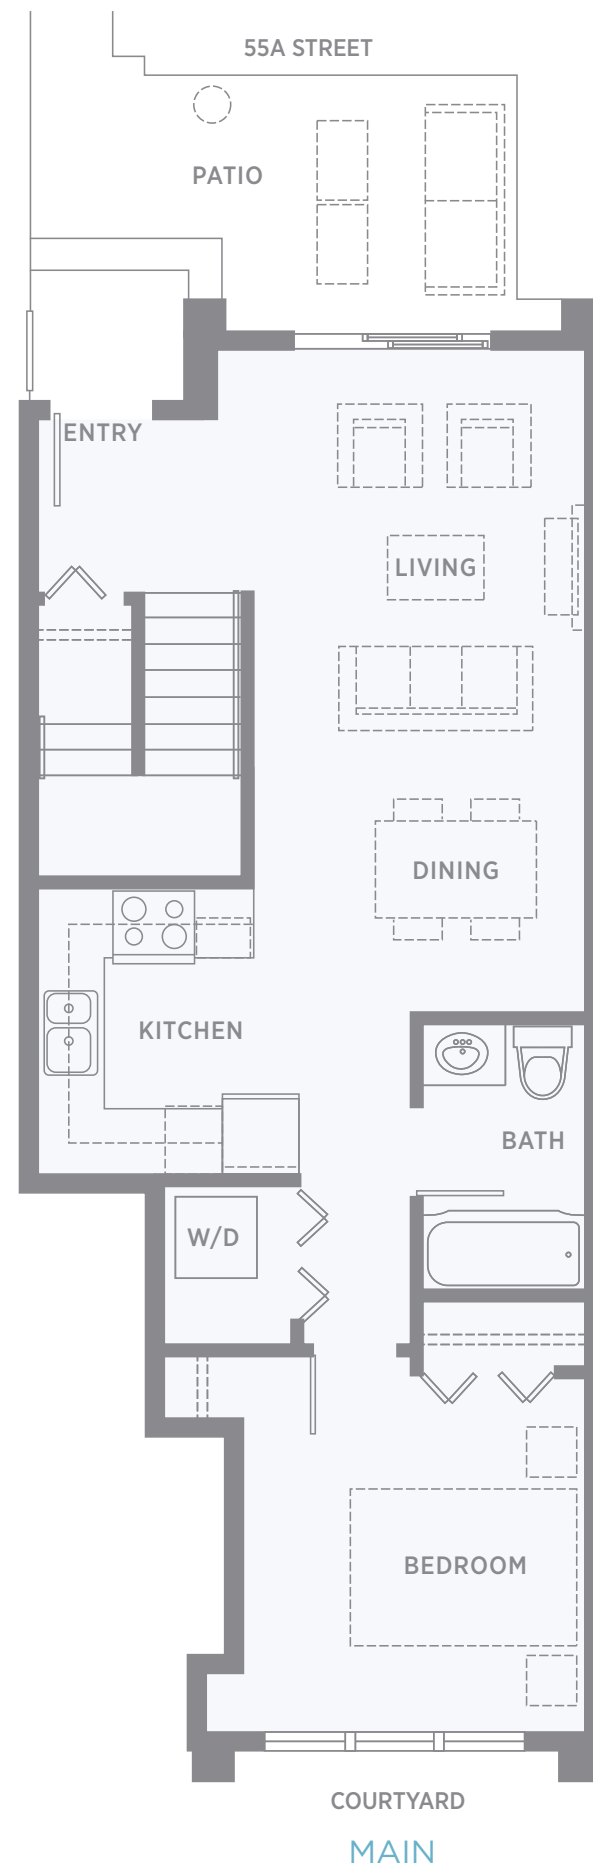 55A STREET
PATIO
ENTRY
LIVING
DINING
KITCHEN
BATH
W/D
BEDROOM
COURTYARD
MAIN